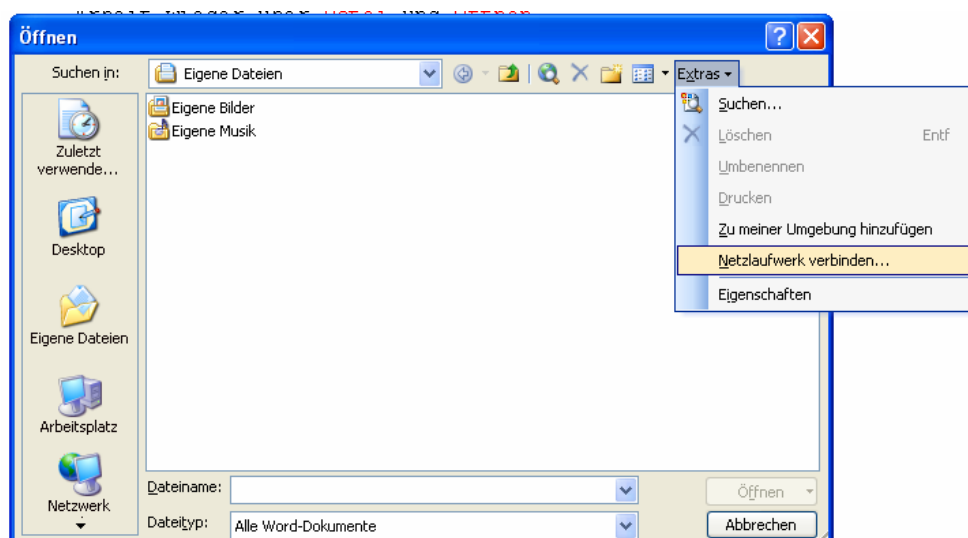 Öffnen
Suchen in: Eigene Dateien Extras
Eigene Bilder
Eigene Musik
Zuletzt
verwende...
Desktop
Eigene Dateien
Arbeitsplatz
Netzwerk
Suchen...
Löschen Entf
Umbenennen
Drucken
Zu meiner Umgebung hinzufügen
Netzlaufwerk verbinden...
Eigenschaften
Dateiname: Öffnen
Dateityp: Alle Word-Dokumente Abbrechen